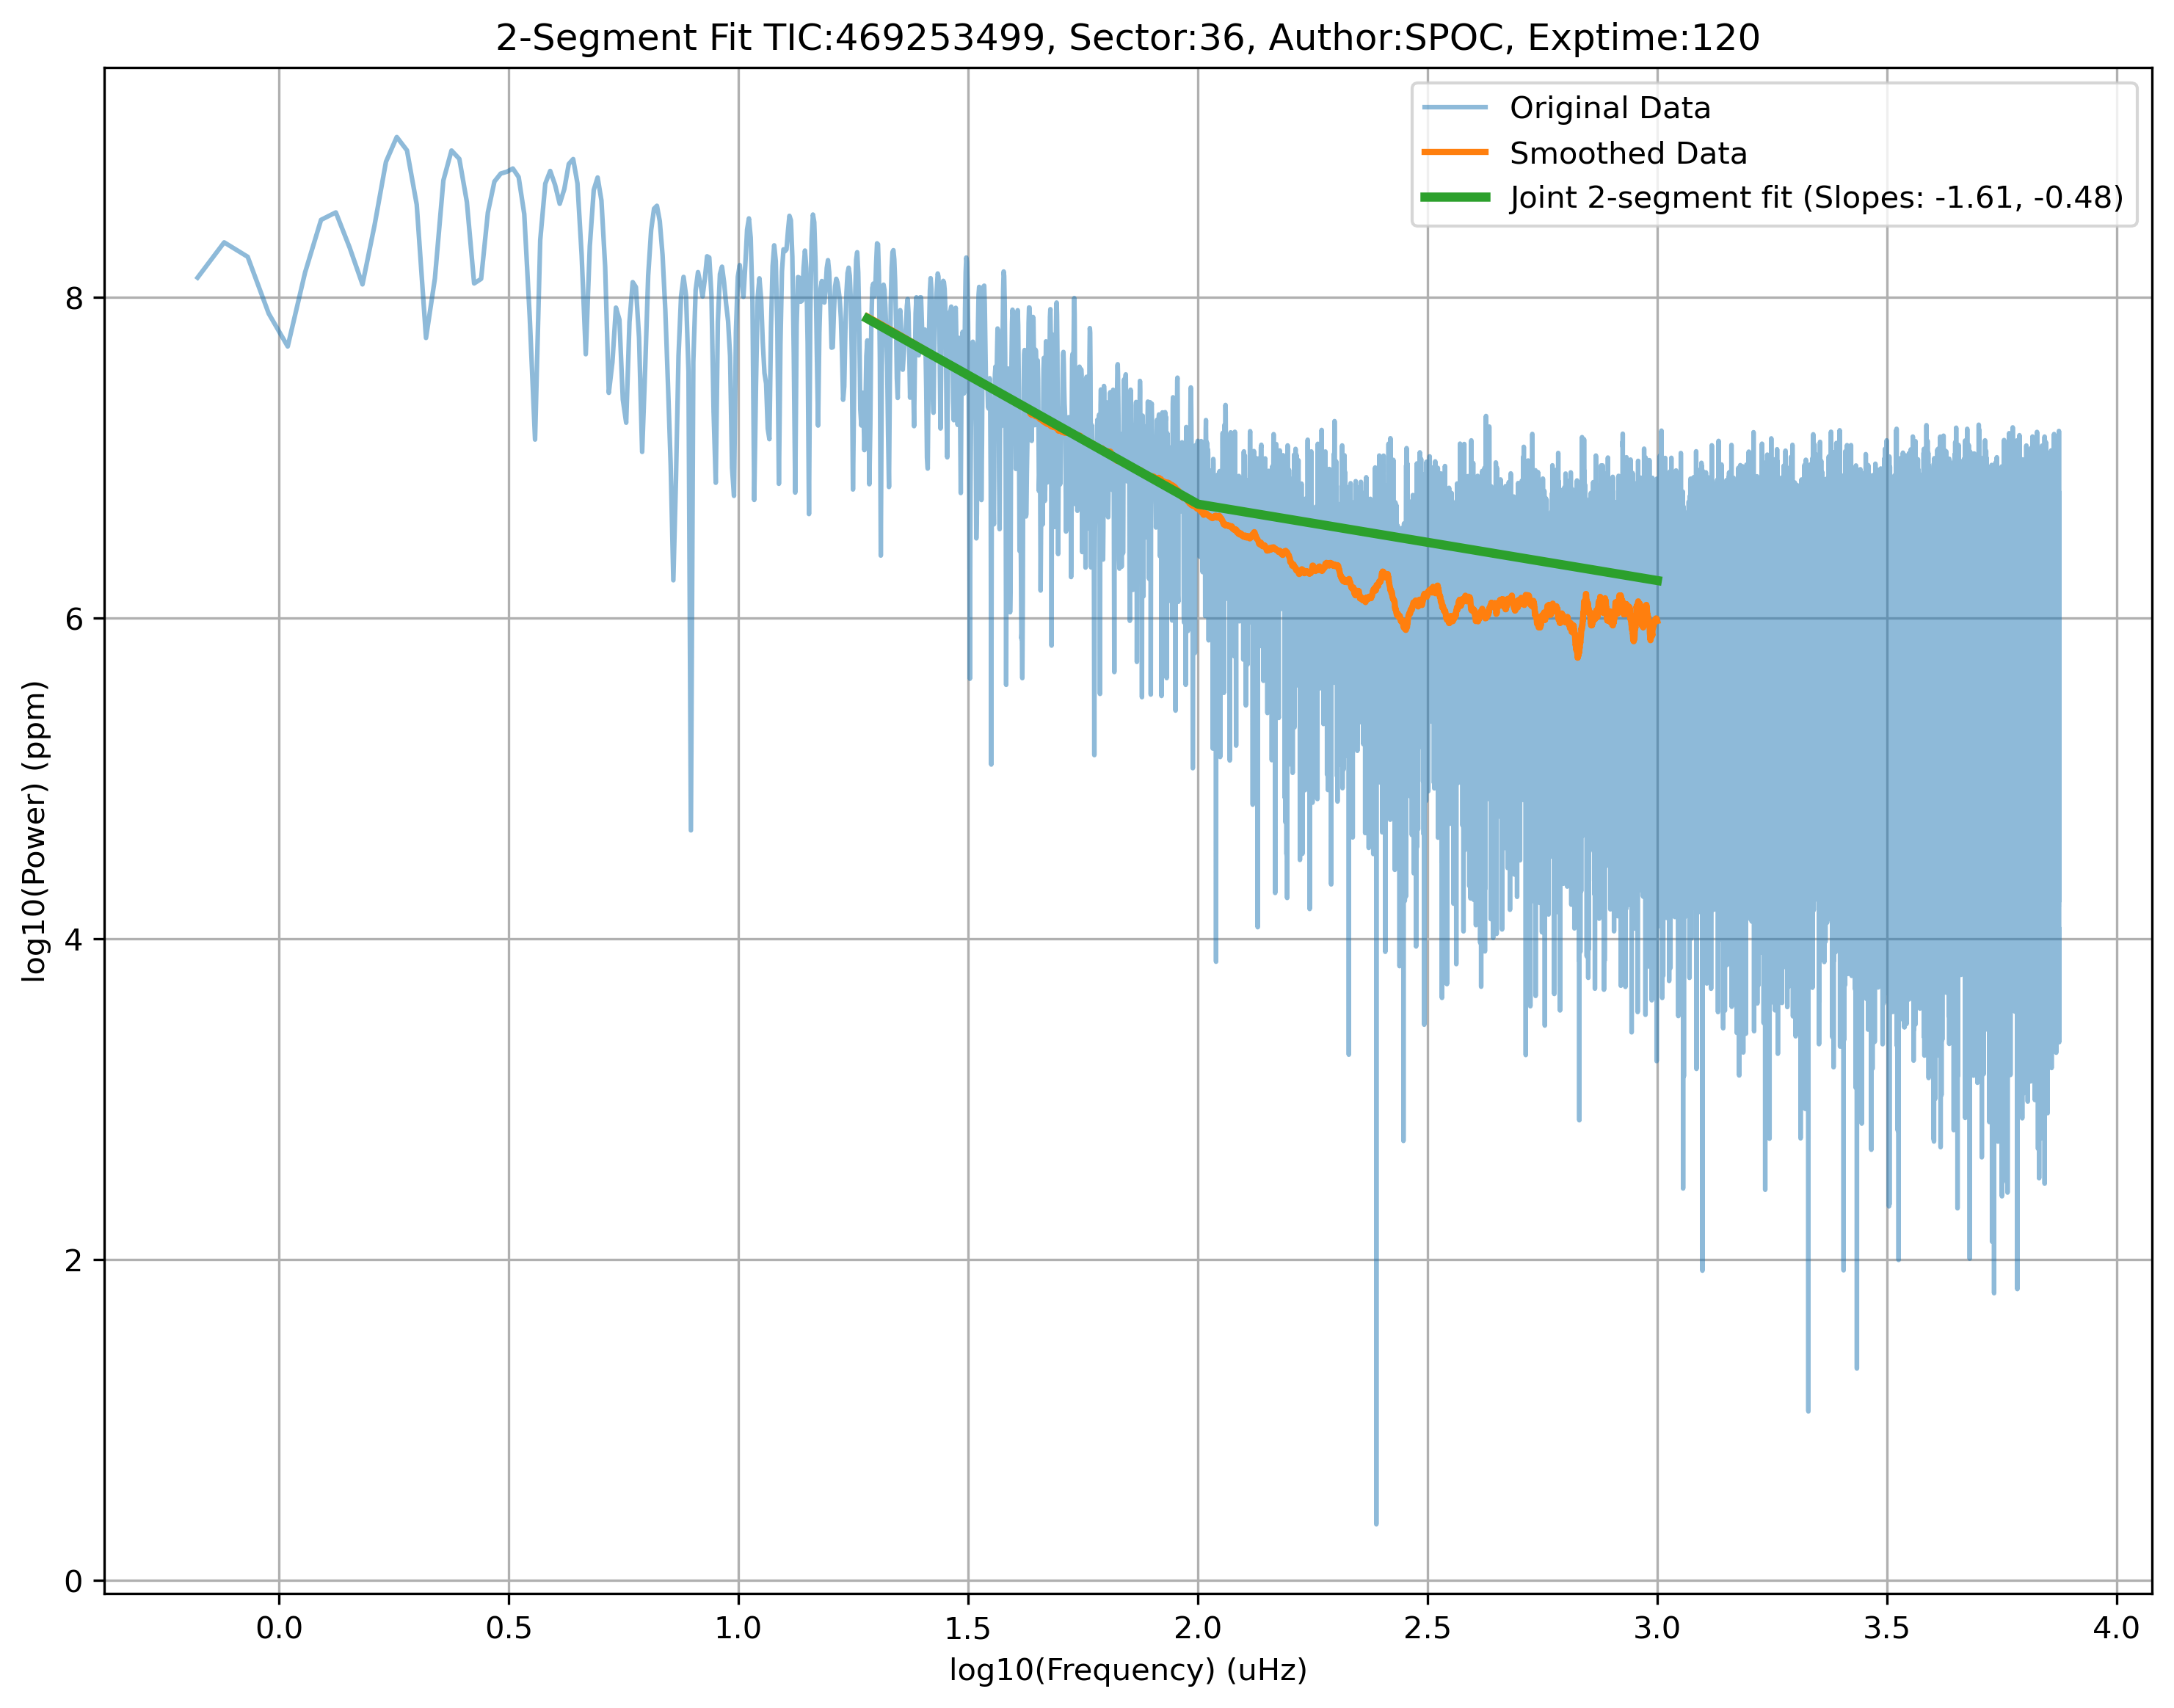 2-Segment Fit TIC:469253499, Sector:36, Author:SPOC, Exptime:120
Original Data
Smoothed Data
Joint 2-segment fit (Slopes: -1.61, -0.48)
log10(Power) (ppm)
8
6
4
2
0
0.0 0.5 1.0 1.5 2.0 2.5 3.0 3.5 4.0
log10(Frequency) (uHz)